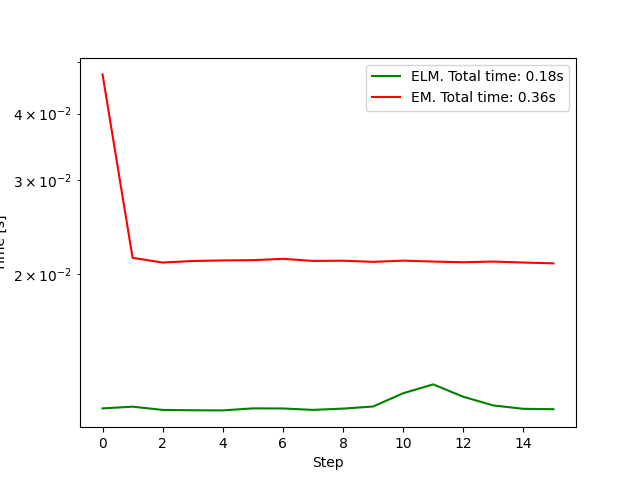 ELM. Total time: 0.18s
EM. Total time: 0.36s
4 × 10⁻²
3 × 10⁻²
2 × 10⁻²
Time [s]
0 2 4 6 8 10 12 14
Step